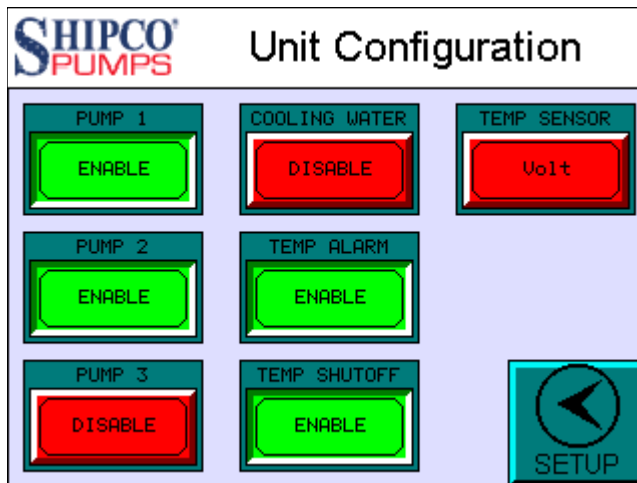 SHIPCO®
PUMPS
Unit Configuration
PUMP 1
ENABLE
COOLING WATER
DISABLE
TEMP SENSOR
Volt
PUMP 2
ENABLE
TEMP ALARM
ENABLE
PUMP 3
DISABLE
TEMP SHUTOFF
ENABLE
SETUP